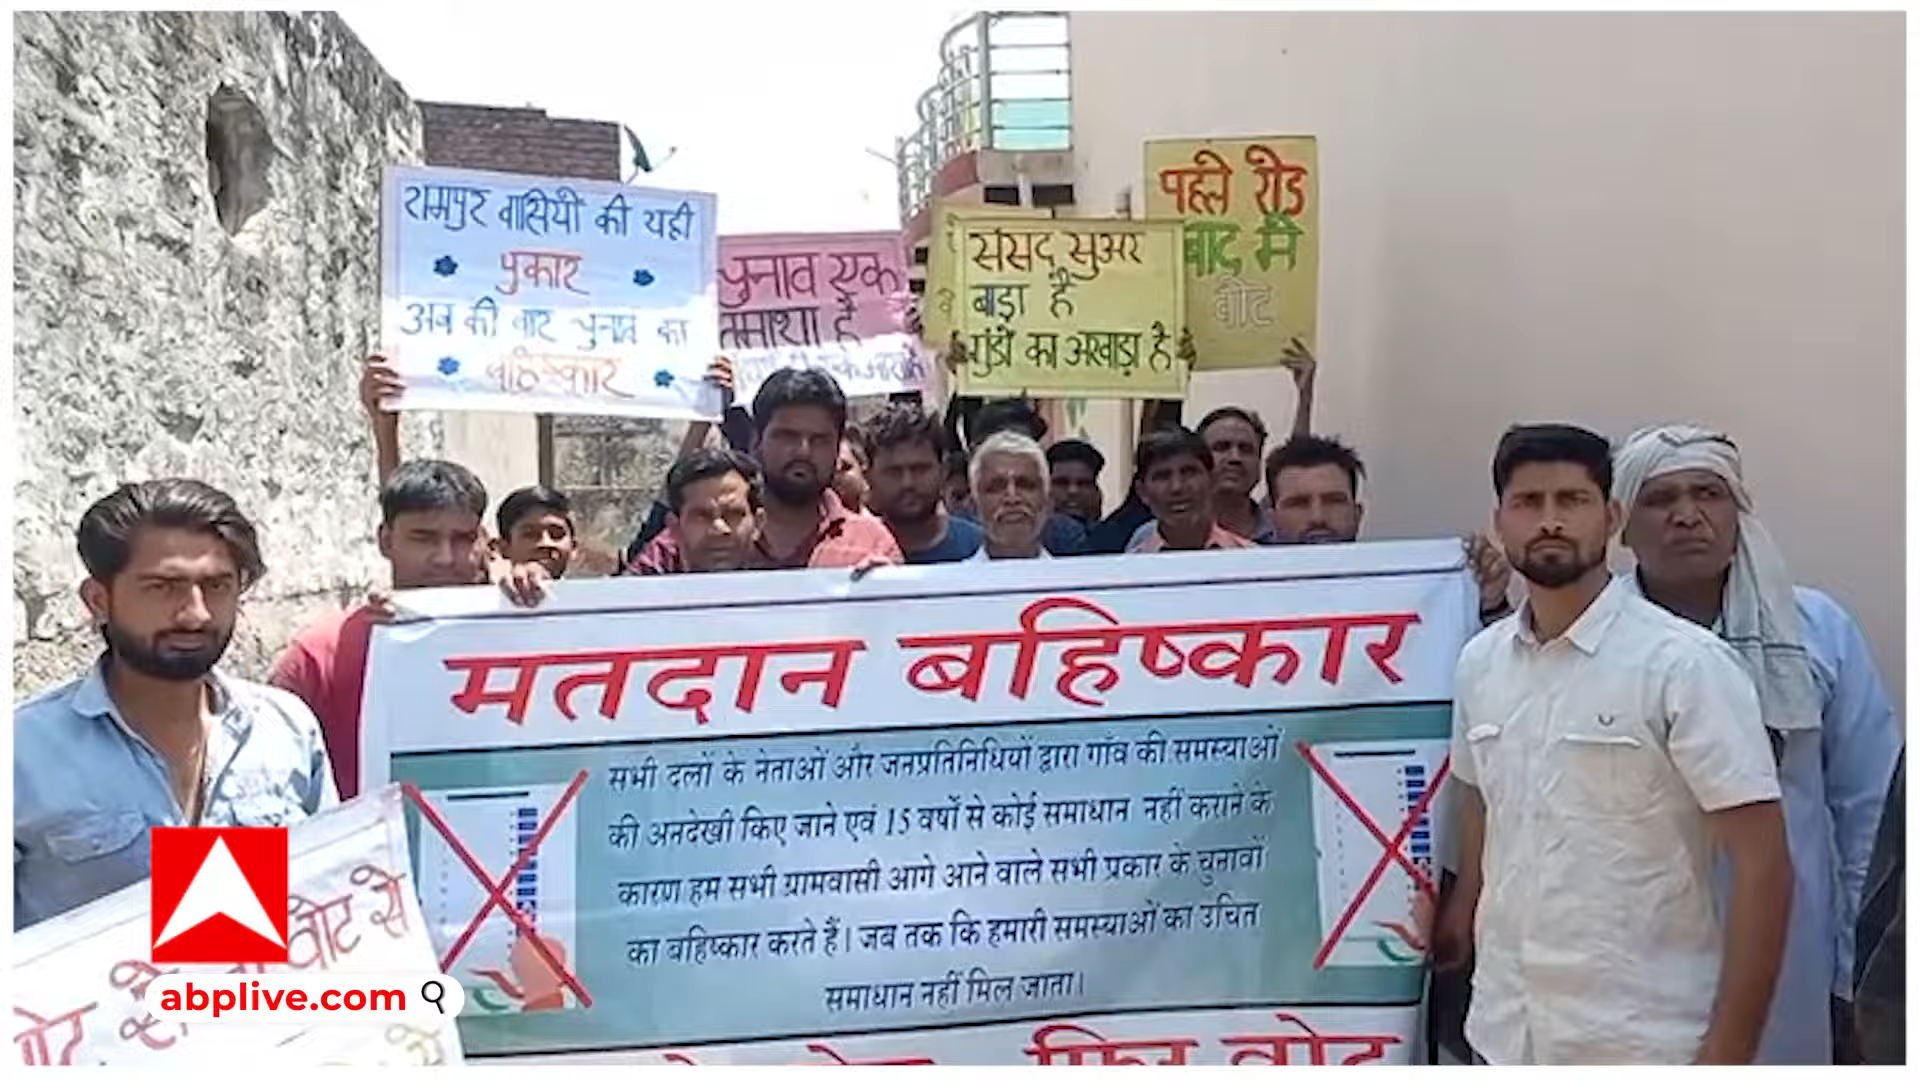 रामपुर वासियों की यही
पुकार
अब की बार चुनाव का
बहिष्कार
चुनाव एक
तमाशा है
संसद सुअर
बाड़ा है
गुंडों का अखाड़ा है
पहले रोड
बाद में
वोट
मतदान बहिष्कार
सभी दलों के नेताओं और जनप्रतिनिधियों द्वारा गाँव की समस्याओं
की अनदेखी किए जाने एवं 15 वर्षों से कोई समाधान नहीं कराने के
कारण हम सभी ग्रामवासी आगे आने वाले सभी प्रकार के चुनावों
का बहिष्कार करते हैं। जब तक कि हमारी समस्याओं का उचित
समाधान नहीं मिल जाता।
फिर वोट
वोट से
abplive.com